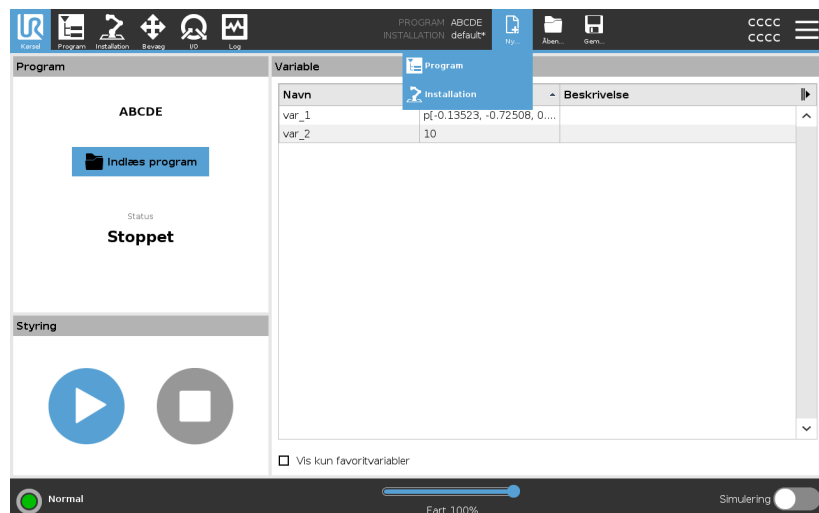 PROGRAM ABCDE
INSTALLATION default*
cccc
cccc
UR
Kørsel
Program
Installation
Bevæg
I/O
Log
Ny...
Åben...
Gem...
Program
Installation
Program
ABCDE
Indlæs program
Status
Stoppet
Styring
Variable
Navn
Beskrivelse
var_1 p[-0.13523, -0.72508, 0....
var_2 10
Vis kun favoritvariabler
Normal
Fart 100%
Simulering